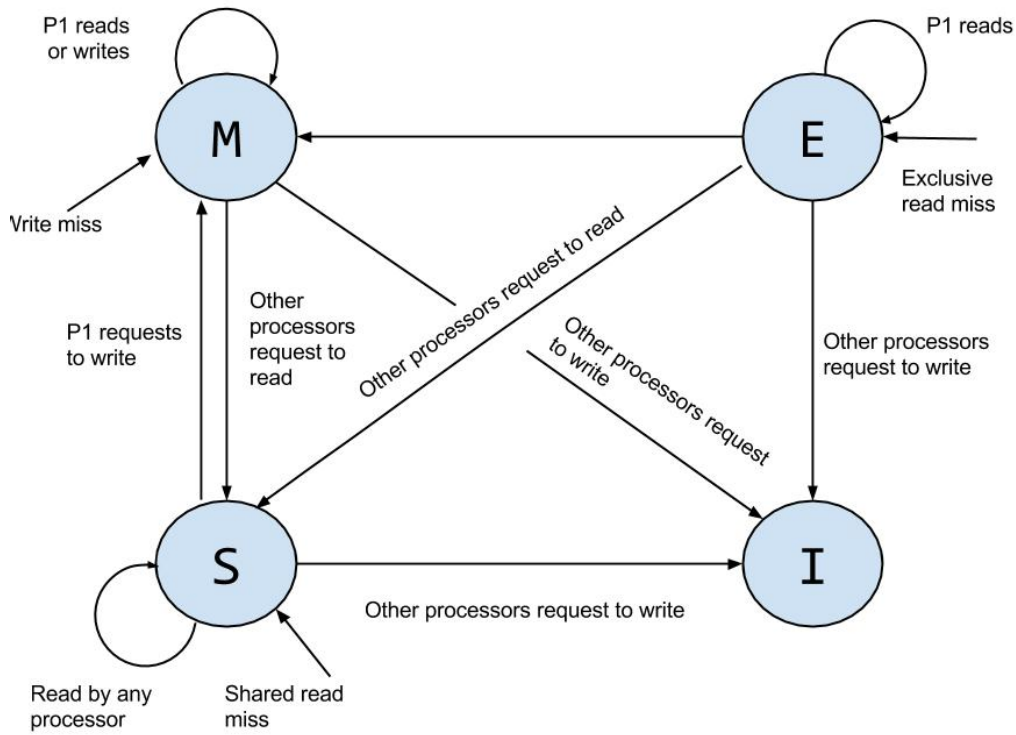 P1 reads
or writes
P1 reads
M
E
Exclusive
read miss
Write miss
Other processors request to read
Other
processors
request to
read
P1 requests
to write
Other processors request
to write
Other processors
request to write
S
I
Other processors request to write
Read by any
processor
Shared read
miss